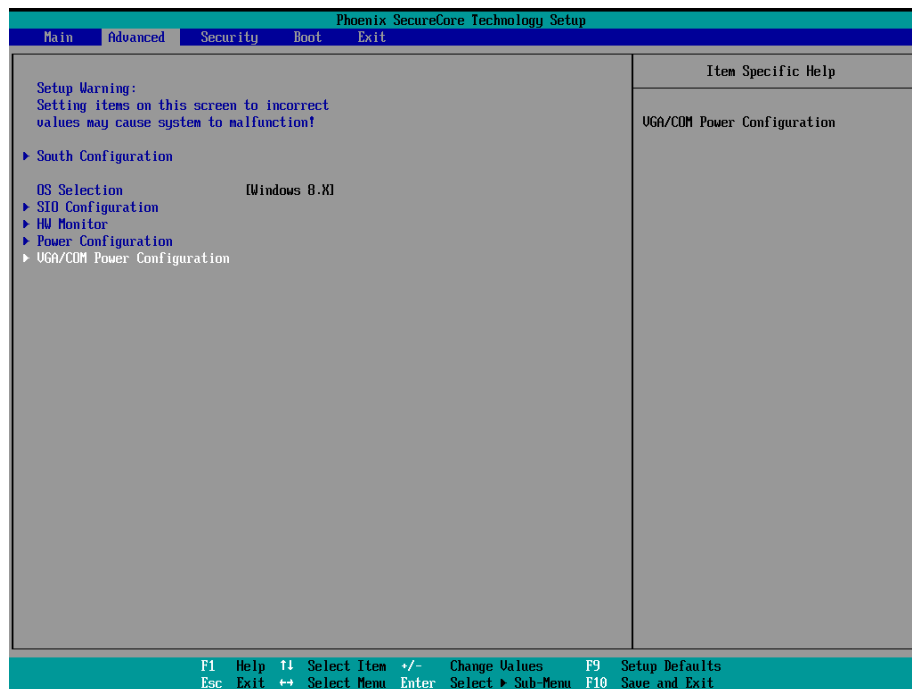 Phoenix SecureCore Technology Setup
Main Advanced Security Boot Exit
Item Specific Help
Setup Warning:
Setting items on this screen to incorrect
values may cause system to malfunction!
VGA/COM Power Configuration
South Configuration
OS Selection [Windows 8.X]
SIO Configuration
HW Monitor
Power Configuration
VGA/COM Power Configuration
F1 Help ↑↓ Select Item +/- Change Values F9 Setup Defaults
Esc Exit ↔ Select Menu Enter Select ▶ Sub-Menu F10 Save and Exit